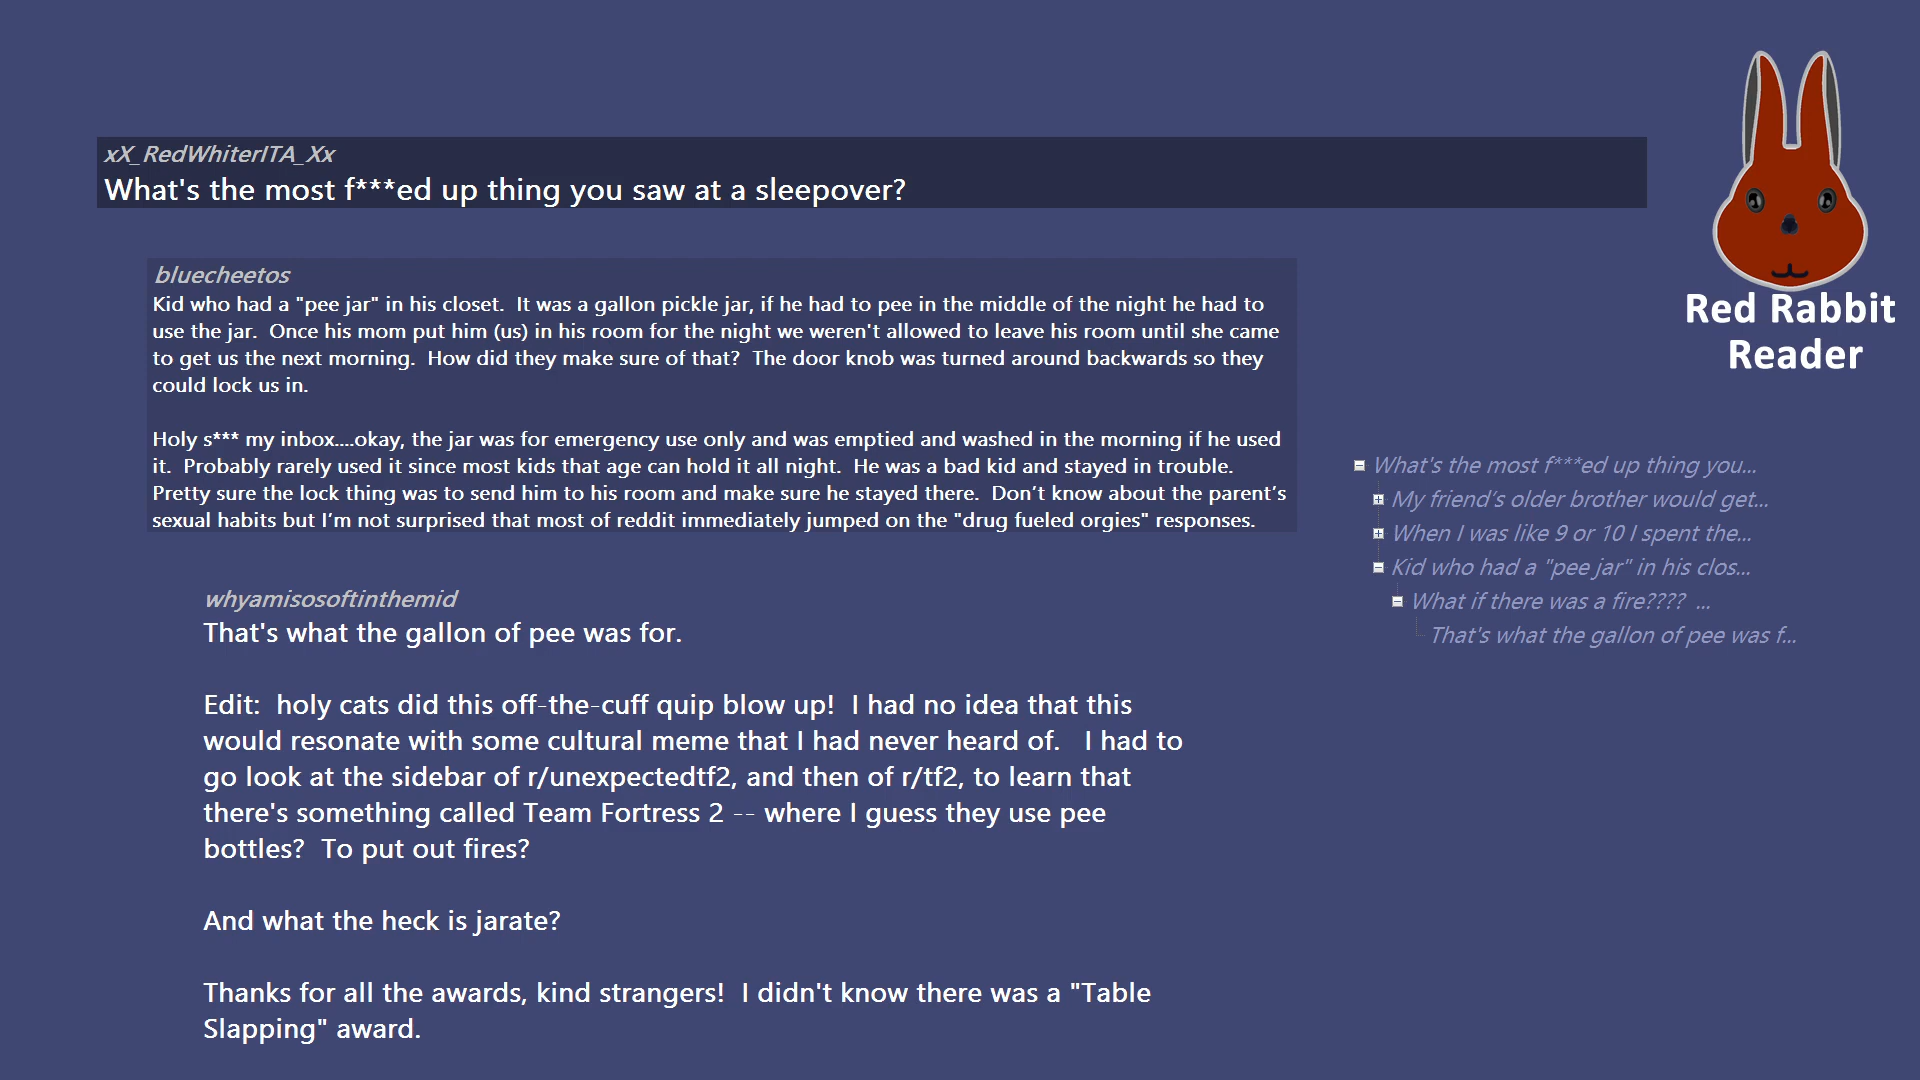 xX_RedWhiterITA_Xx
What's the most f***ed up thing you saw at a sleepover?
bluecheetos
Kid who had a "pee jar" in his closet.  It was a gallon pickle jar, if he had to pee in the middle of the night he had to
use the jar.  Once his mom put him (us) in his room for the night we weren't allowed to leave his room until she came
to get us the next morning.  How did they make sure of that?  The door knob was turned around backwards so they
could lock us in.
Holy s*** my inbox....okay, the jar was for emergency use only and was emptied and washed in the morning if he used
it.  Probably rarely used it since most kids that age can hold it all night.  He was a bad kid and stayed in trouble.
Pretty sure the lock thing was to send him to his room and make sure he stayed there.  Don’t know about the parent’s
sexual habits but I’m not surprised that most of reddit immediately jumped on the "drug fueled orgies" responses.
whyamisosoftinthemid
That's what the gallon of pee was for.
Edit:  holy cats did this off-the-cuff quip blow up!  I had no idea that this
would resonate with some cultural meme that I had never heard of.   I had to
go look at the sidebar of r/unexpectedtf2, and then of r/tf2, to learn that
there's something called Team Fortress 2 -- where I guess they use pee
bottles?  To put out fires?
And what the heck is jarate?
Thanks for all the awards, kind strangers!  I didn't know there was a "Table
Slapping" award.
Red Rabbit
Reader
What's the most f***ed up thing you...
My friend’s older brother would get...
When I was like 9 or 10 I spent the...
Kid who had a "pee jar" in his clos...
What if there was a fire????  ...
That's what the gallon of pee was f...